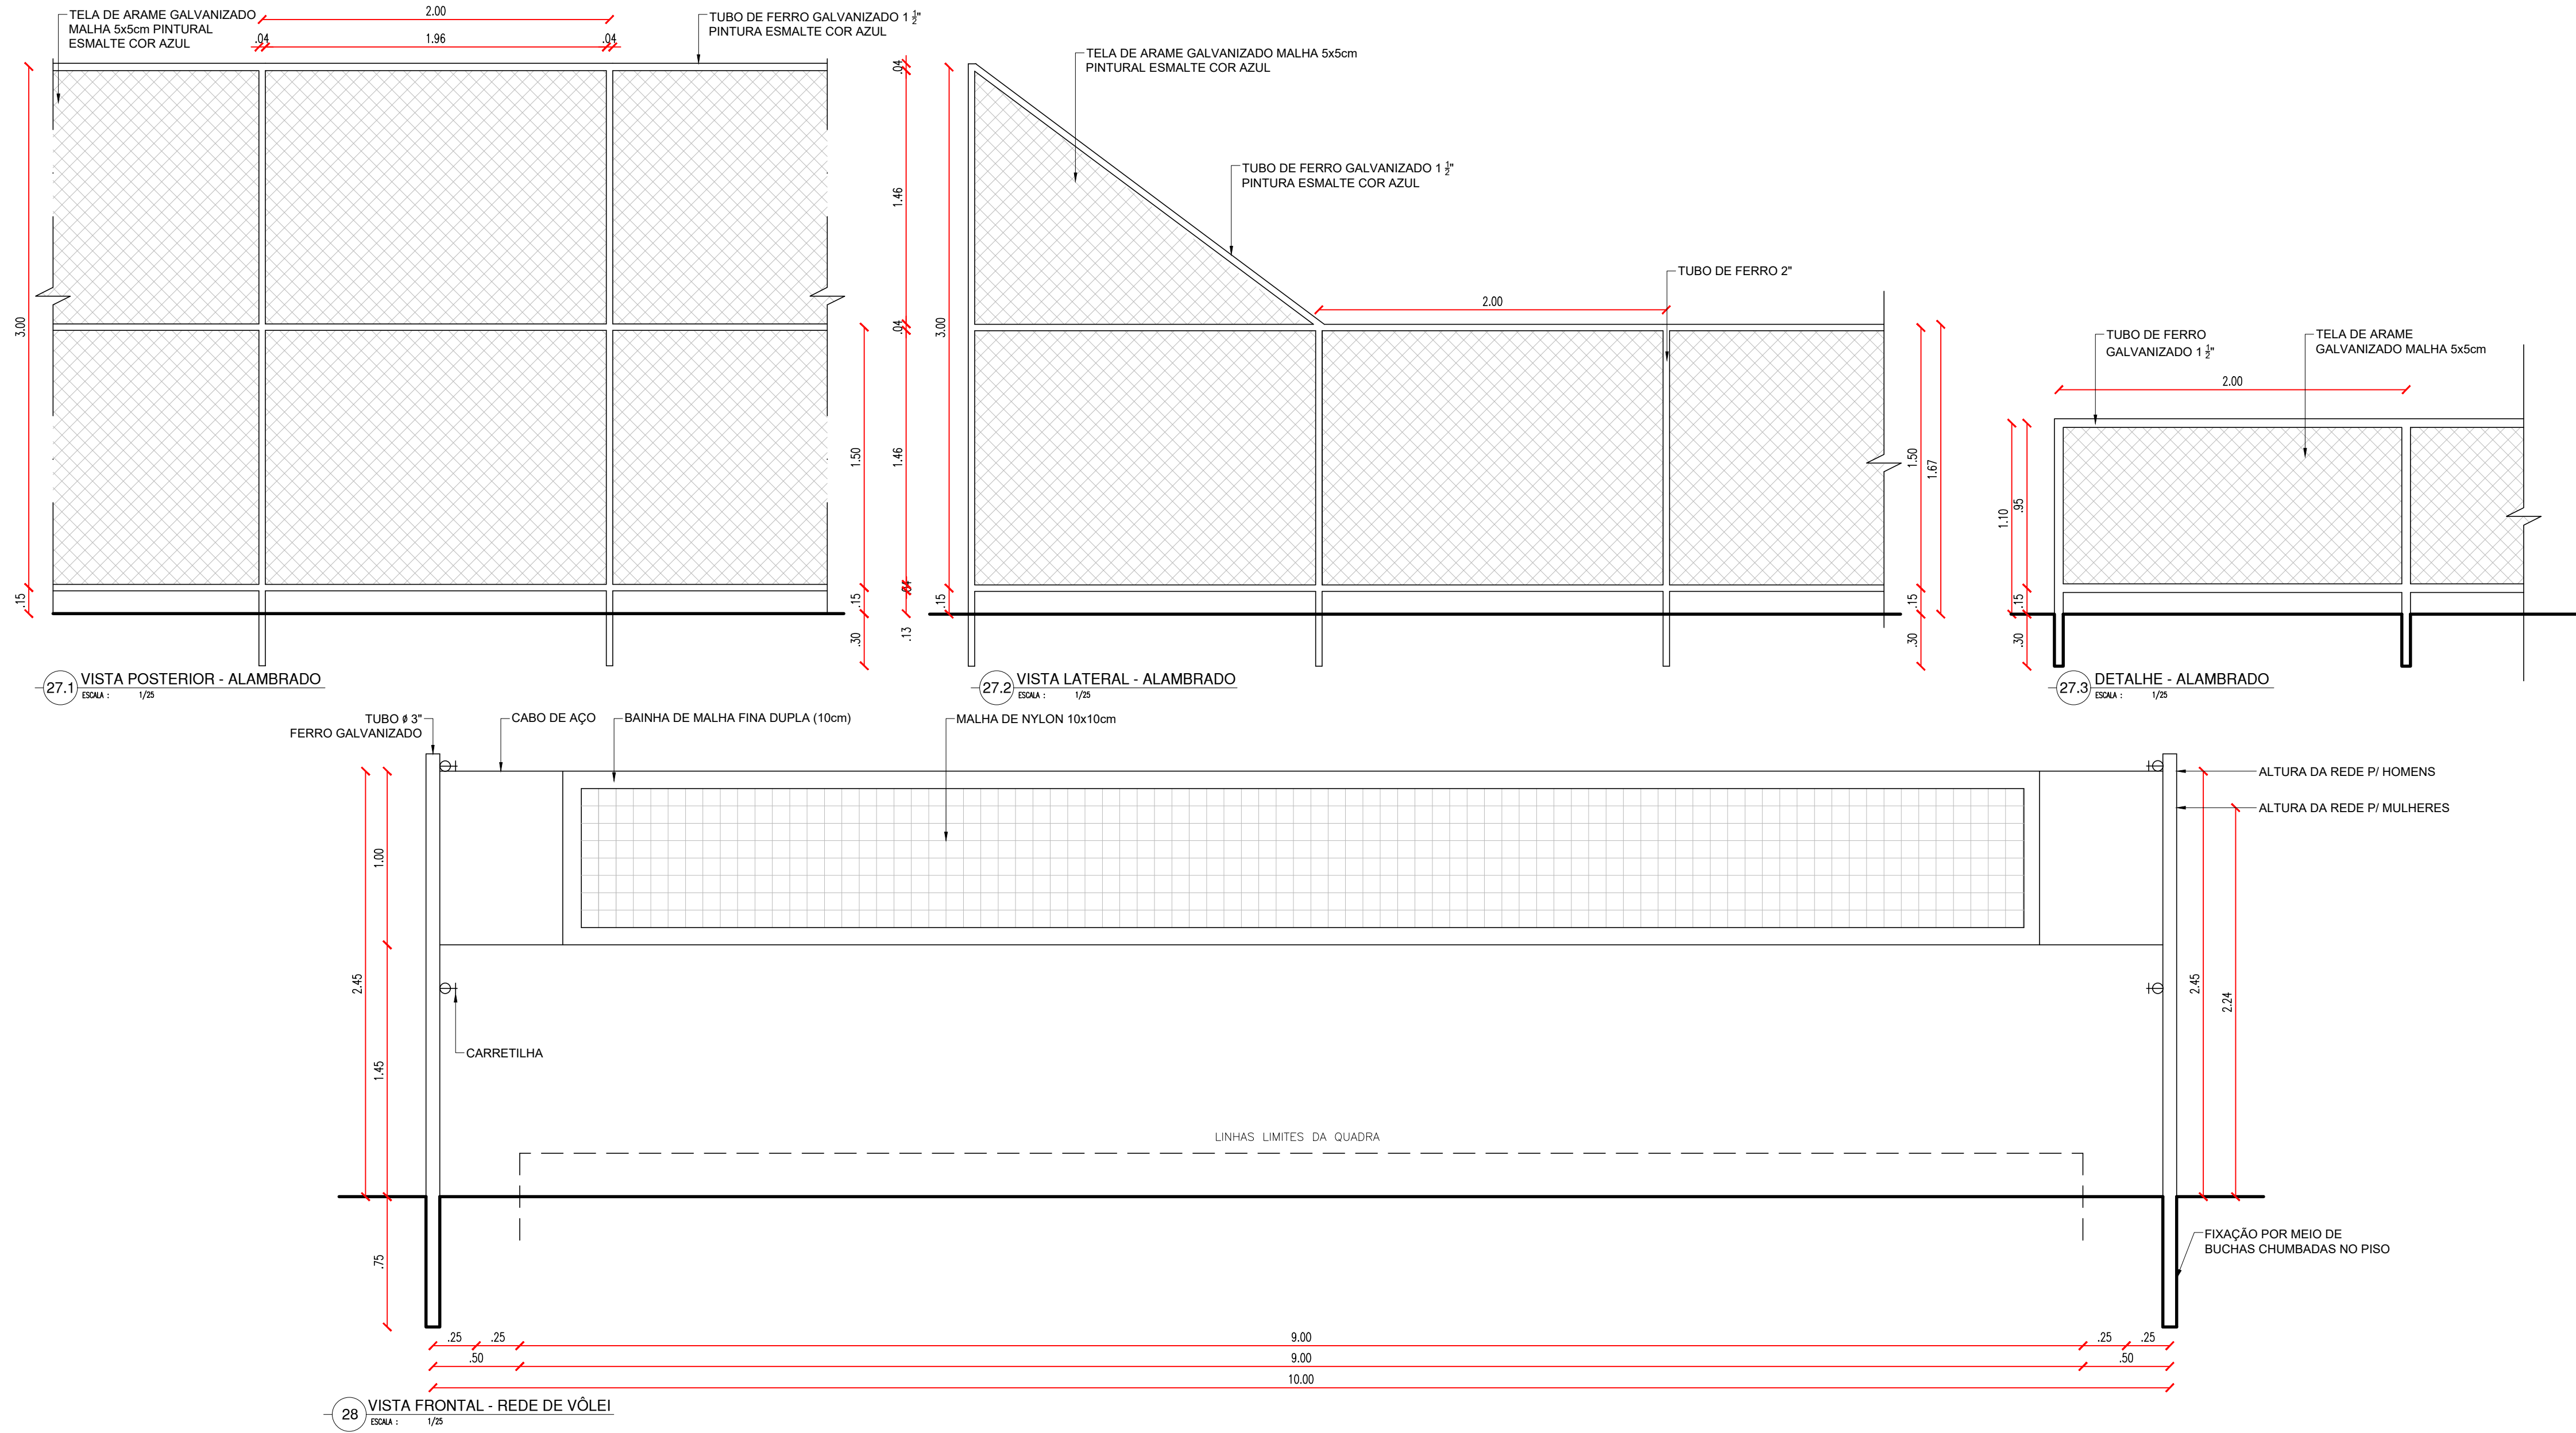 TELA DE ARAME GALVANIZADO
MALHA 5x5cm PINTURAL
ESMALTE COR AZUL
2.00
.04
1.96
.04
TUBO DE FERRO GALVANIZADO 1 1/2"
PINTURA ESMALTE COR AZUL
3.00
.15
1.50
.15
.30
27.1
VISTA POSTERIOR - ALAMBRADO
ESCALA : 1/25
TELA DE ARAME GALVANIZADO MALHA 5x5cm
PINTURAL ESMALTE COR AZUL
TUBO DE FERRO GALVANIZADO 1 1/2"
PINTURA ESMALTE COR AZUL
TUBO DE FERRO 2"
2.00
.04
1.46
.04
1.46
.13
3.00
.15
1.50
1.67
.15
.30
27.2
VISTA LATERAL - ALAMBRADO
ESCALA : 1/25
TUBO DE FERRO
GALVANIZADO 1 1/2"
TELA DE ARAME
GALVANIZADO MALHA 5x5cm
2.00
1.10
.95
.15
.30
27.3
DETALHE - ALAMBRADO
ESCALA : 1/25
TUBO ø 3"
FERRO GALVANIZADO
CABO DE AÇO
BAINHA DE MALHA FINA DUPLA (10cm)
MALHA DE NYLON 10x10cm
ALTURA DA REDE P/ HOMENS
ALTURA DA REDE P/ MULHERES
1.00
2.45
1.45
.75
CARRETILHA
2.45
2.24
LINHAS LIMITES DA QUADRA
FIXAÇÃO POR MEIO DE
BUCHAS CHUMBADAS NO PISO
.25 .25 9.00 .25 .25
.50 9.00 .50
10.00
28
VISTA FRONTAL - REDE DE VÔLEI
ESCALA : 1/25